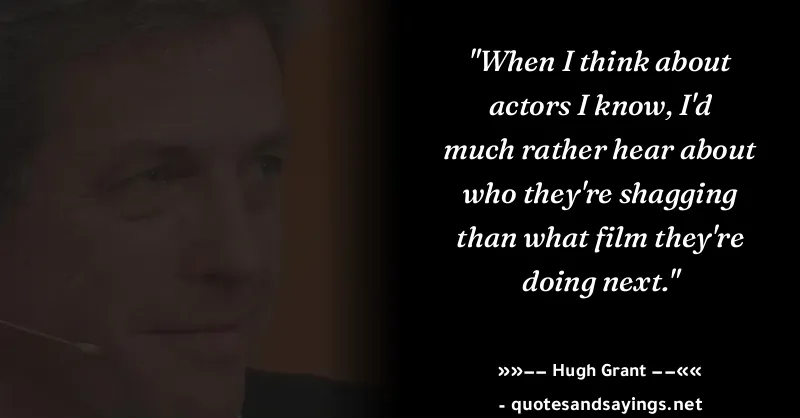 "When I think about
actors I know, I'd
much rather hear about
who they're shagging
than what film they're
doing next."
»»−− Hugh Grant −−««
- quotesandsayings.net